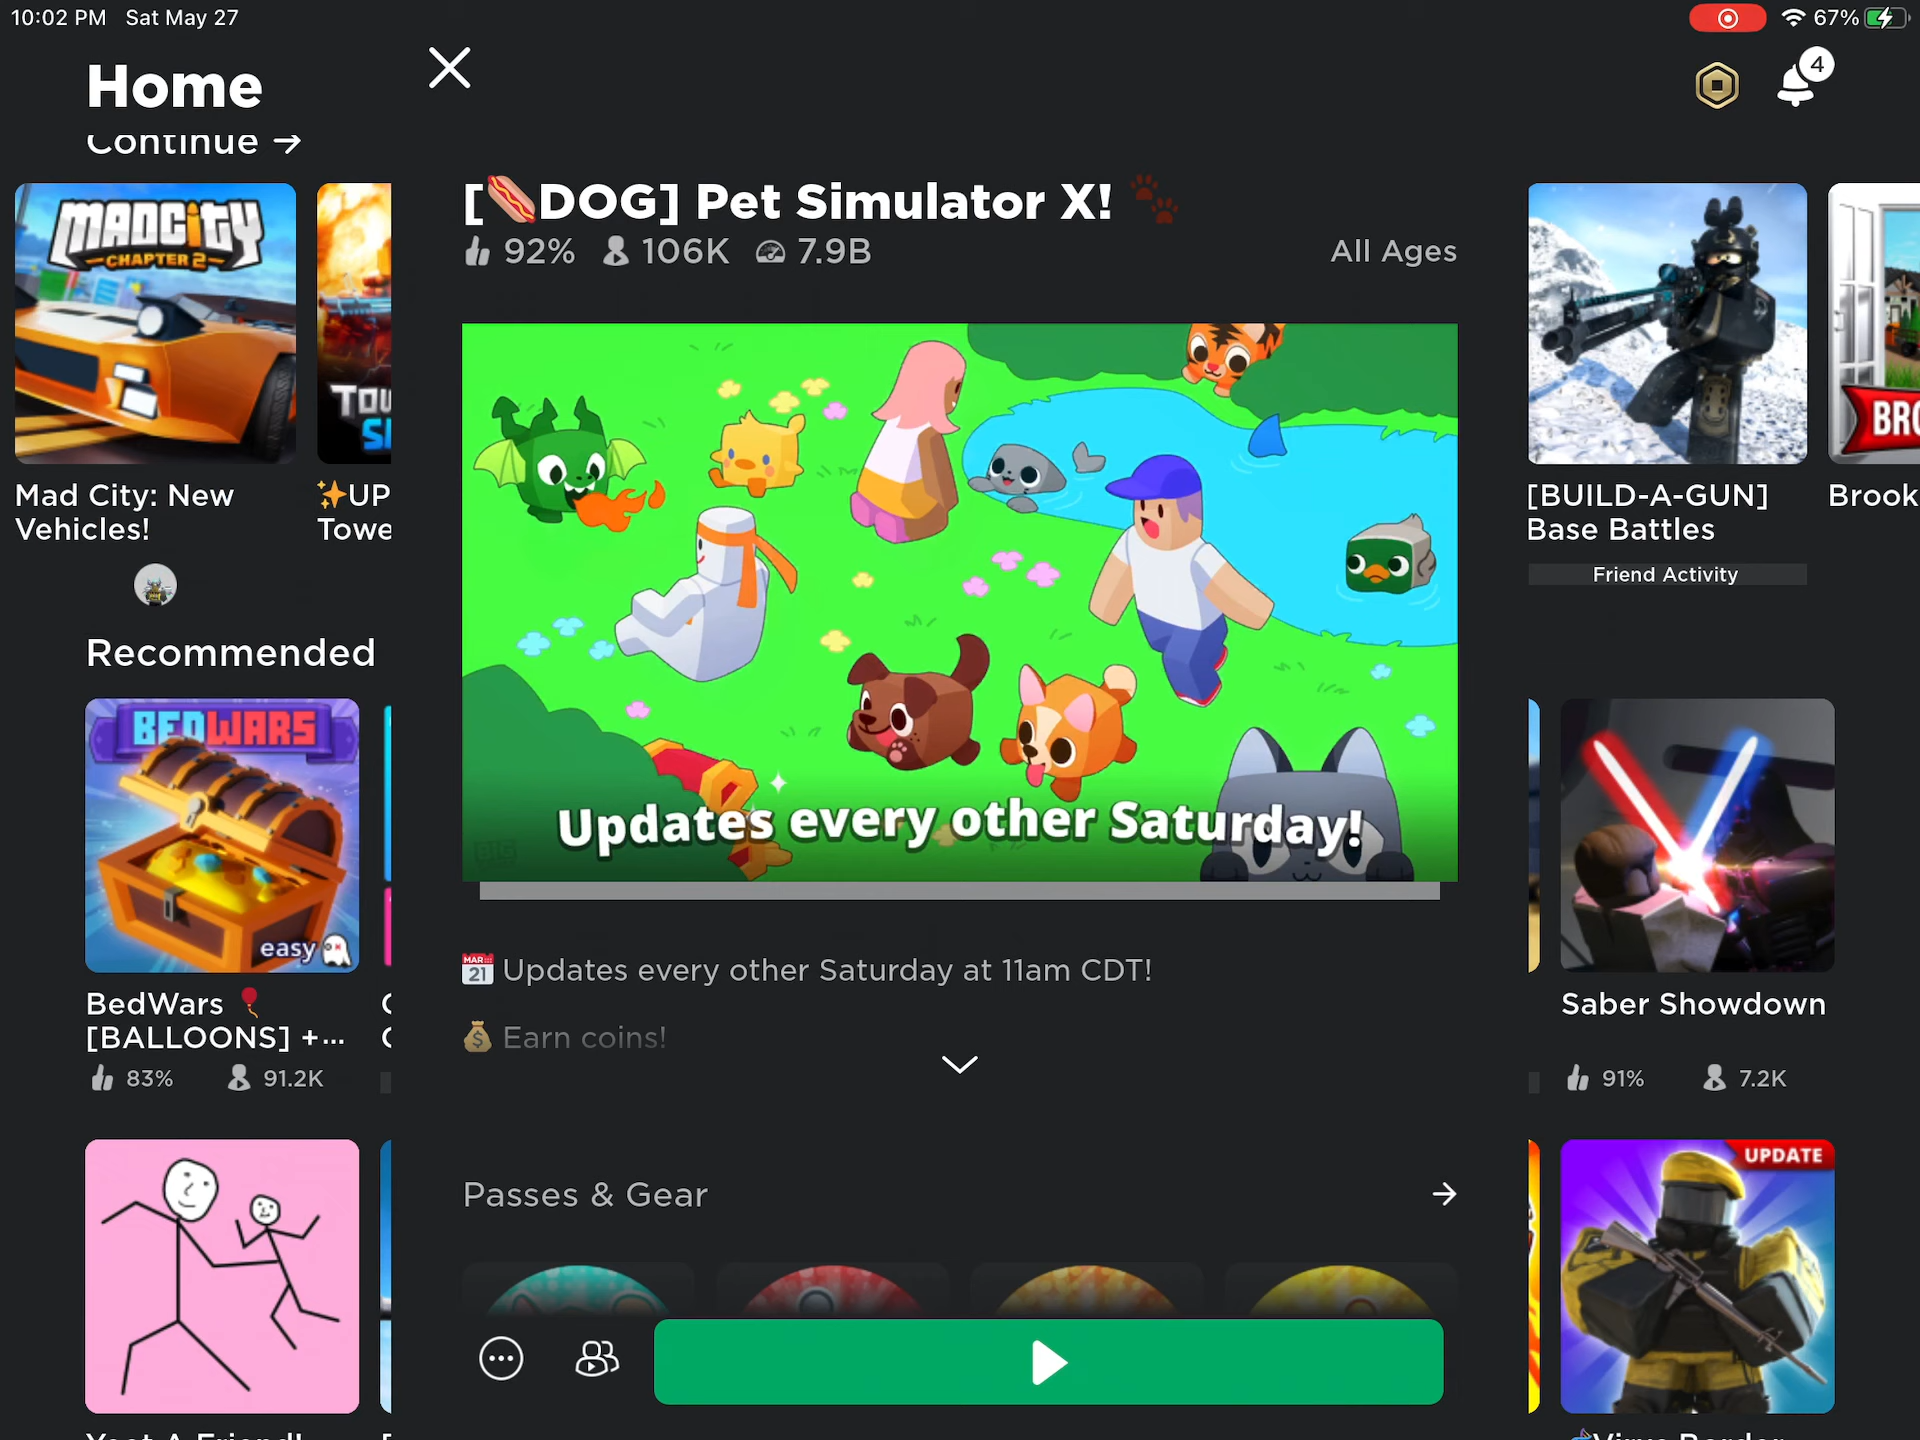 10:02 PM Sat May 27
67%
Home
4
Continue →
[🌭DOG] Pet Simulator X! 🐾
92% 106K 7.9B
All Ages
MADCITY
CHAPTER 2
Mad City: New
Vehicles!
✨UP
Towe
Updates every other Saturday!
[BUILD-A-GUN]
Base Battles
Friend Activity
BRO
Brook
Recommended
BEDWARS
easy
BedWars 🎈
[BALLOONS] +...
83% 91.2K
📅 Updates every other Saturday at 11am CDT!
💰 Earn coins!
Saber Showdown
91% 7.2K
Passes & Gear →
UPDATE